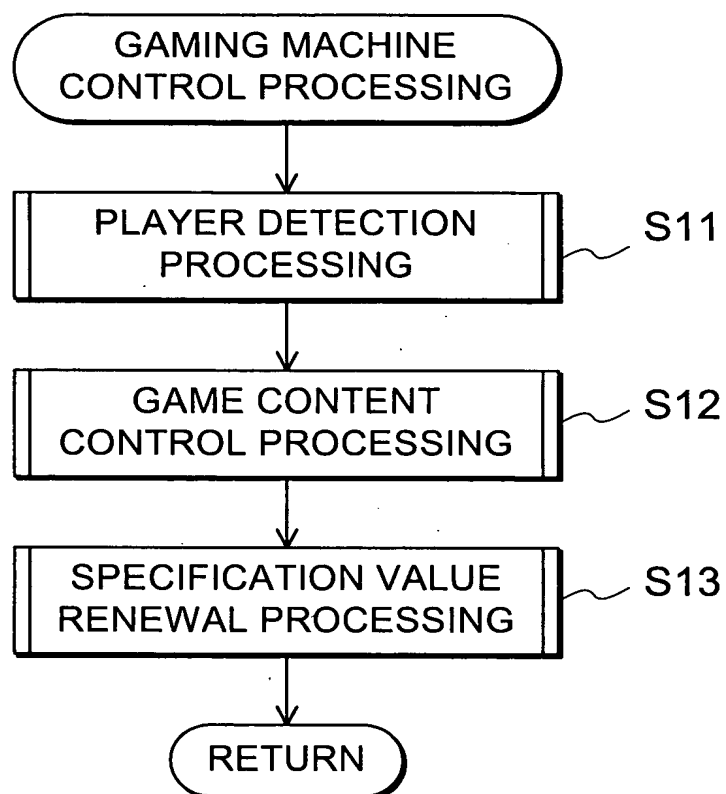 GAMING MACHINE
CONTROL PROCESSING
PLAYER DETECTION
PROCESSING
S11
GAME CONTENT
CONTROL PROCESSING
S12
SPECIFICATION VALUE
RENEWAL PROCESSING
S13
RETURN